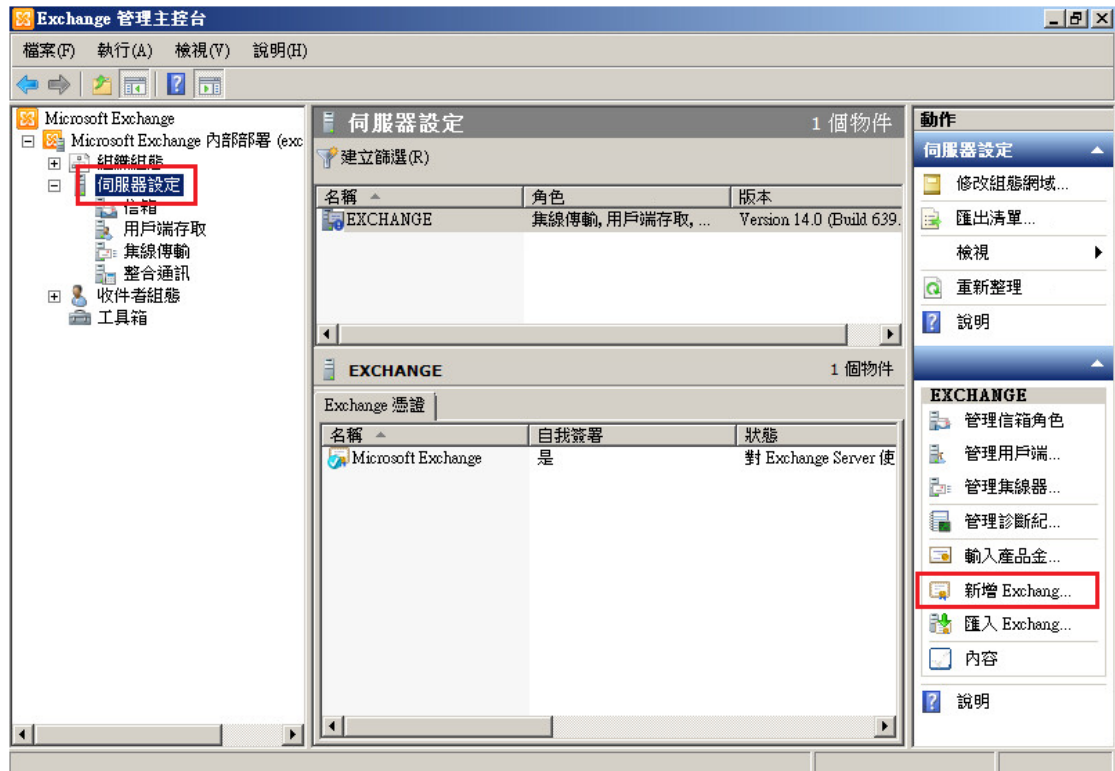 Exchange 管理主控台
檔案(F) 執行(A) 檢視(V) 說明(H)
Microsoft Exchange
Microsoft Exchange 內部部署 (exc
組織組態
伺服器設定
信箱
用戶端存取
集線傳輸
整合通訊
收件者組態
工具箱
伺服器設定 1 個物件
建立篩選(R)
名稱 角色 版本
EXCHANGE 集線傳輸, 用戶端存取, ... Version 14.0 (Build 639.
EXCHANGE 1 個物件
Exchange 憑證
名稱 自我簽署 狀態
Microsoft Exchange 是 對 Exchange Server 使
動作
伺服器設定
修改組態網域...
匯出清單...
檢視
重新整理
說明
EXCHANGE
管理信箱角色
管理用戶端...
管理集線器...
管理診斷紀...
輸入產品金...
新增 Exchang...
匯入 Exchang...
內容
說明